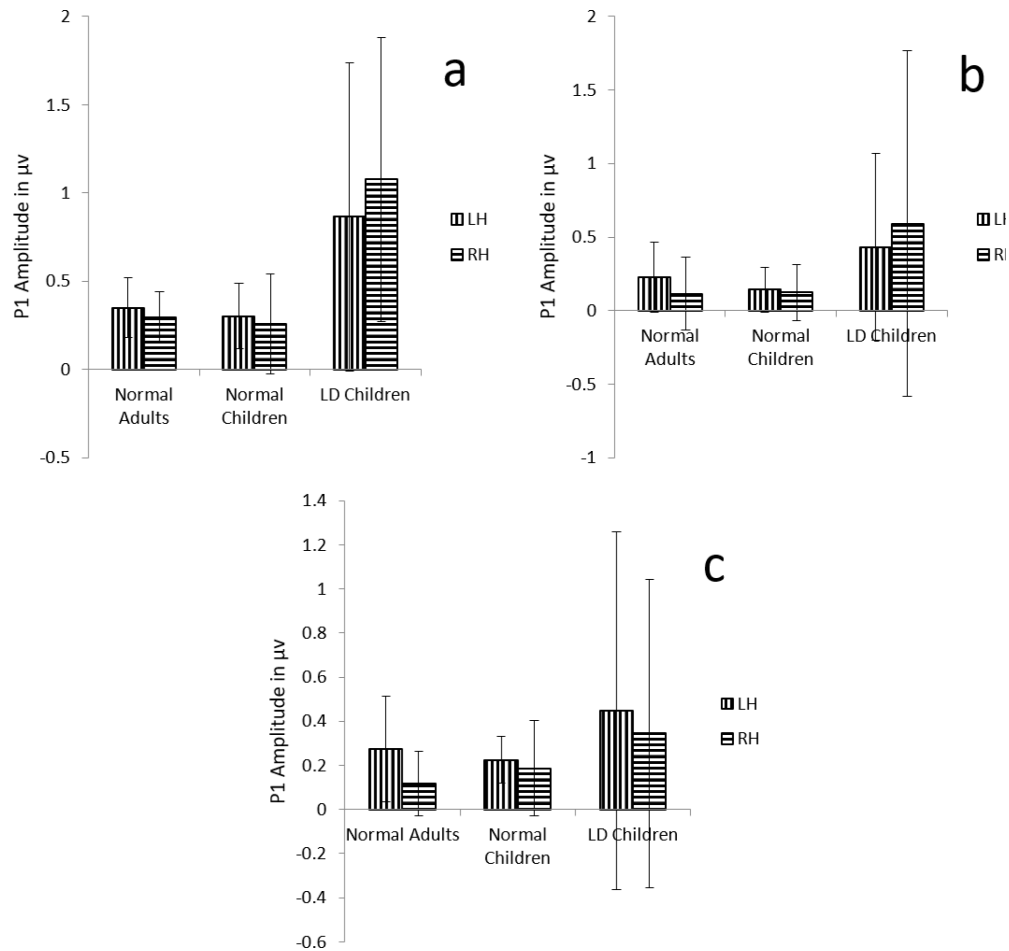 a
P1 Amplitude in µv
2
1.5
1
0.5
0
-0.5
Normal Adults
Normal Children
LD Children
LH
RH
b
P1 Amplitude in µv
2
1.5
1
0.5
0
-0.5
-1
Normal Adults
Normal Children
LD Children
c
P1 Amplitude in µv
1.4
1.2
1
0.8
0.6
0.4
0.2
0
-0.2
-0.4
-0.6
Normal Adults
Normal Children
LD Children
LH
RH